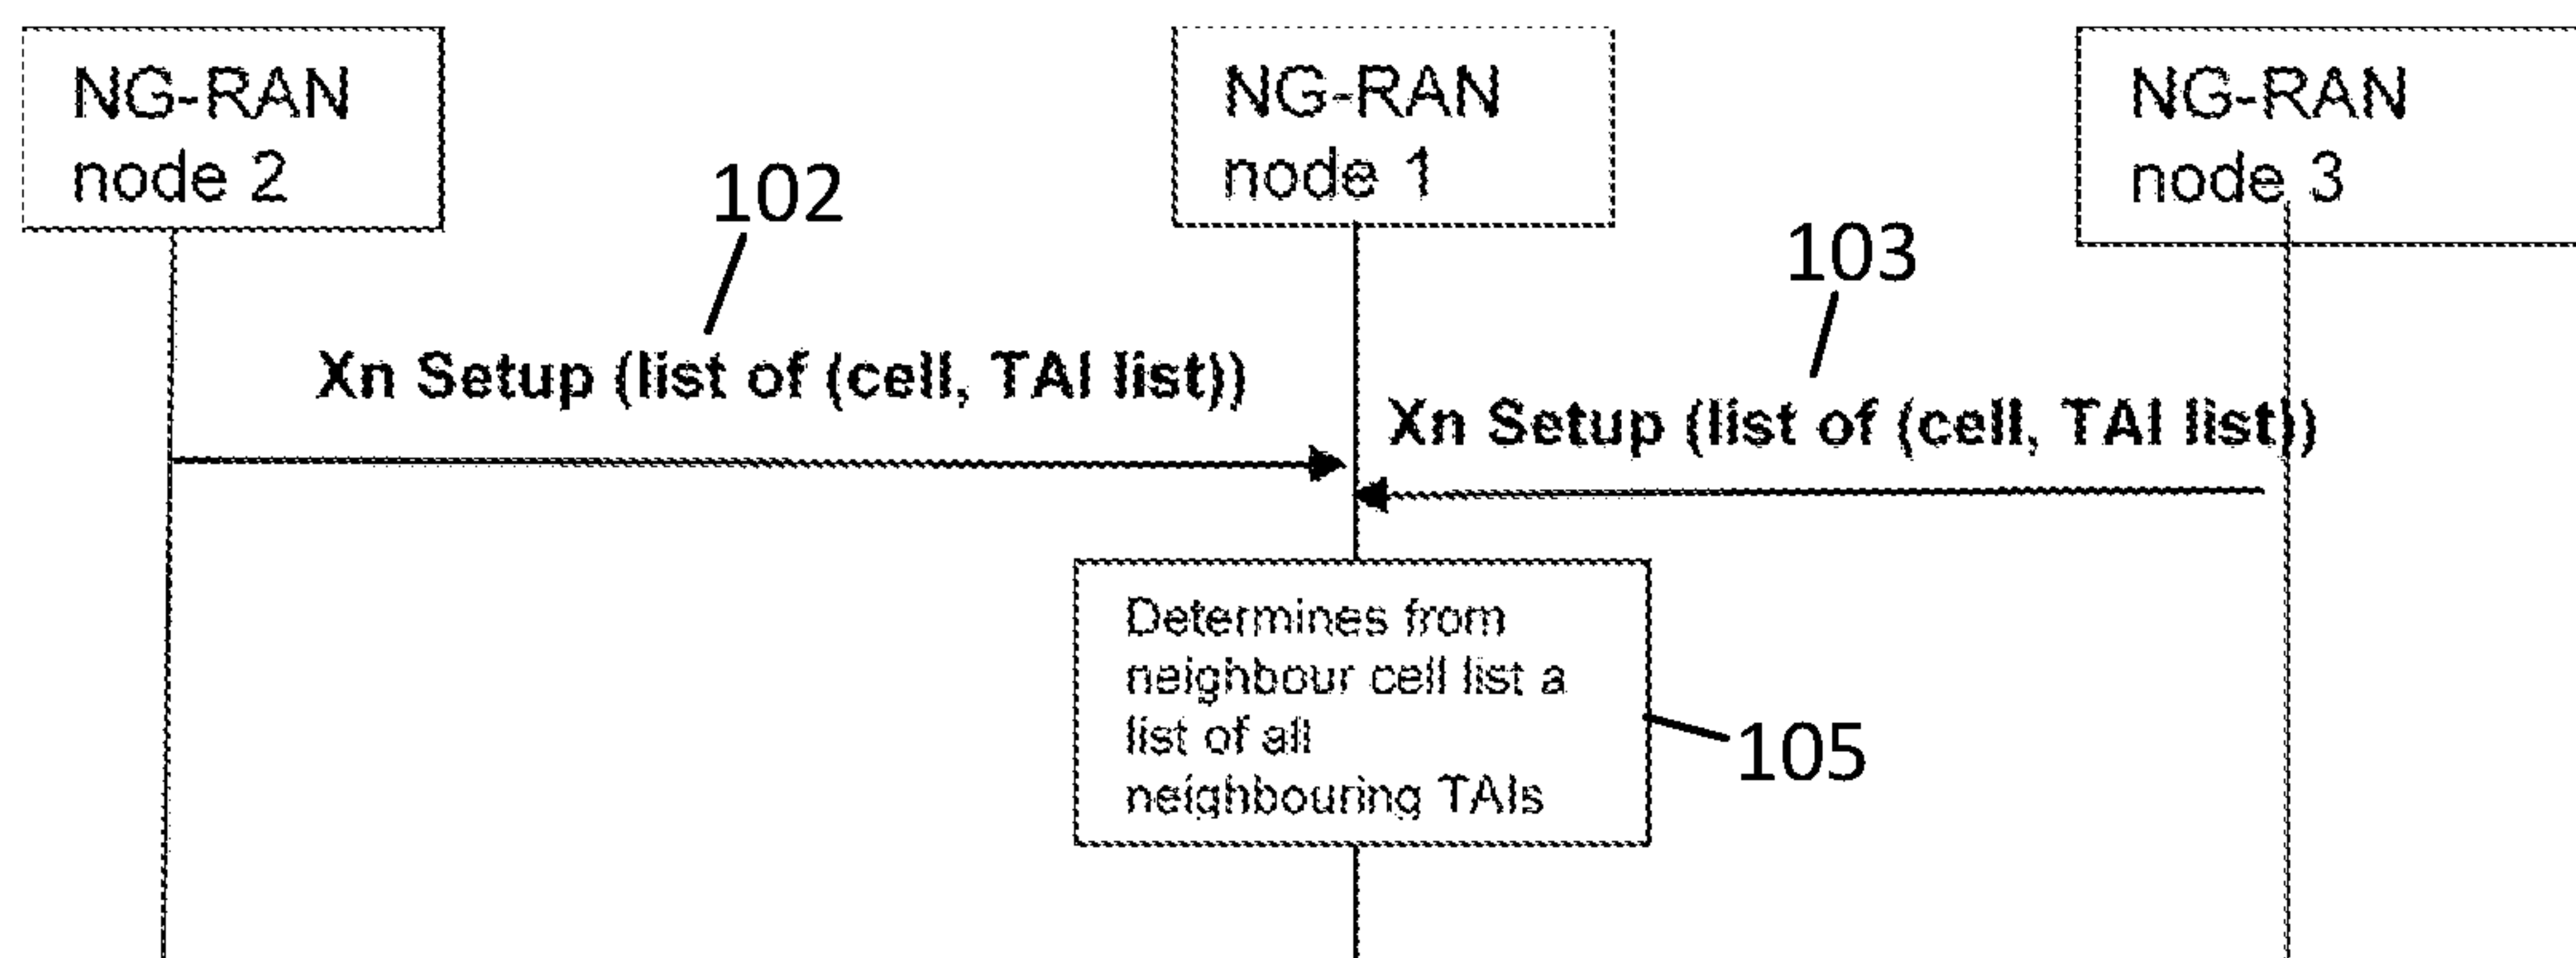 NG-RAN
node 2
NG-RAN
node 1
NG-RAN
node 3
102
103
Xn Setup (list of (cell, TAI list))
Xn Setup (list of (cell, TAI list))
Determines from
neighbour cell list a
list of all
neighbouring TAIs
105